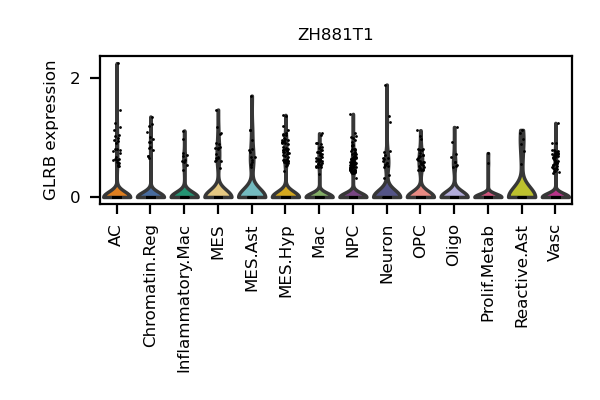 ZH881T1
GLRB expression
2
0
AC
Chromatin.Reg
Inflammatory.Mac
MES
MES.Ast
MES.Hyp
Mac
NPC
Neuron
OPC
Oligo
Prolif.Metab
Reactive.Ast
Vasc